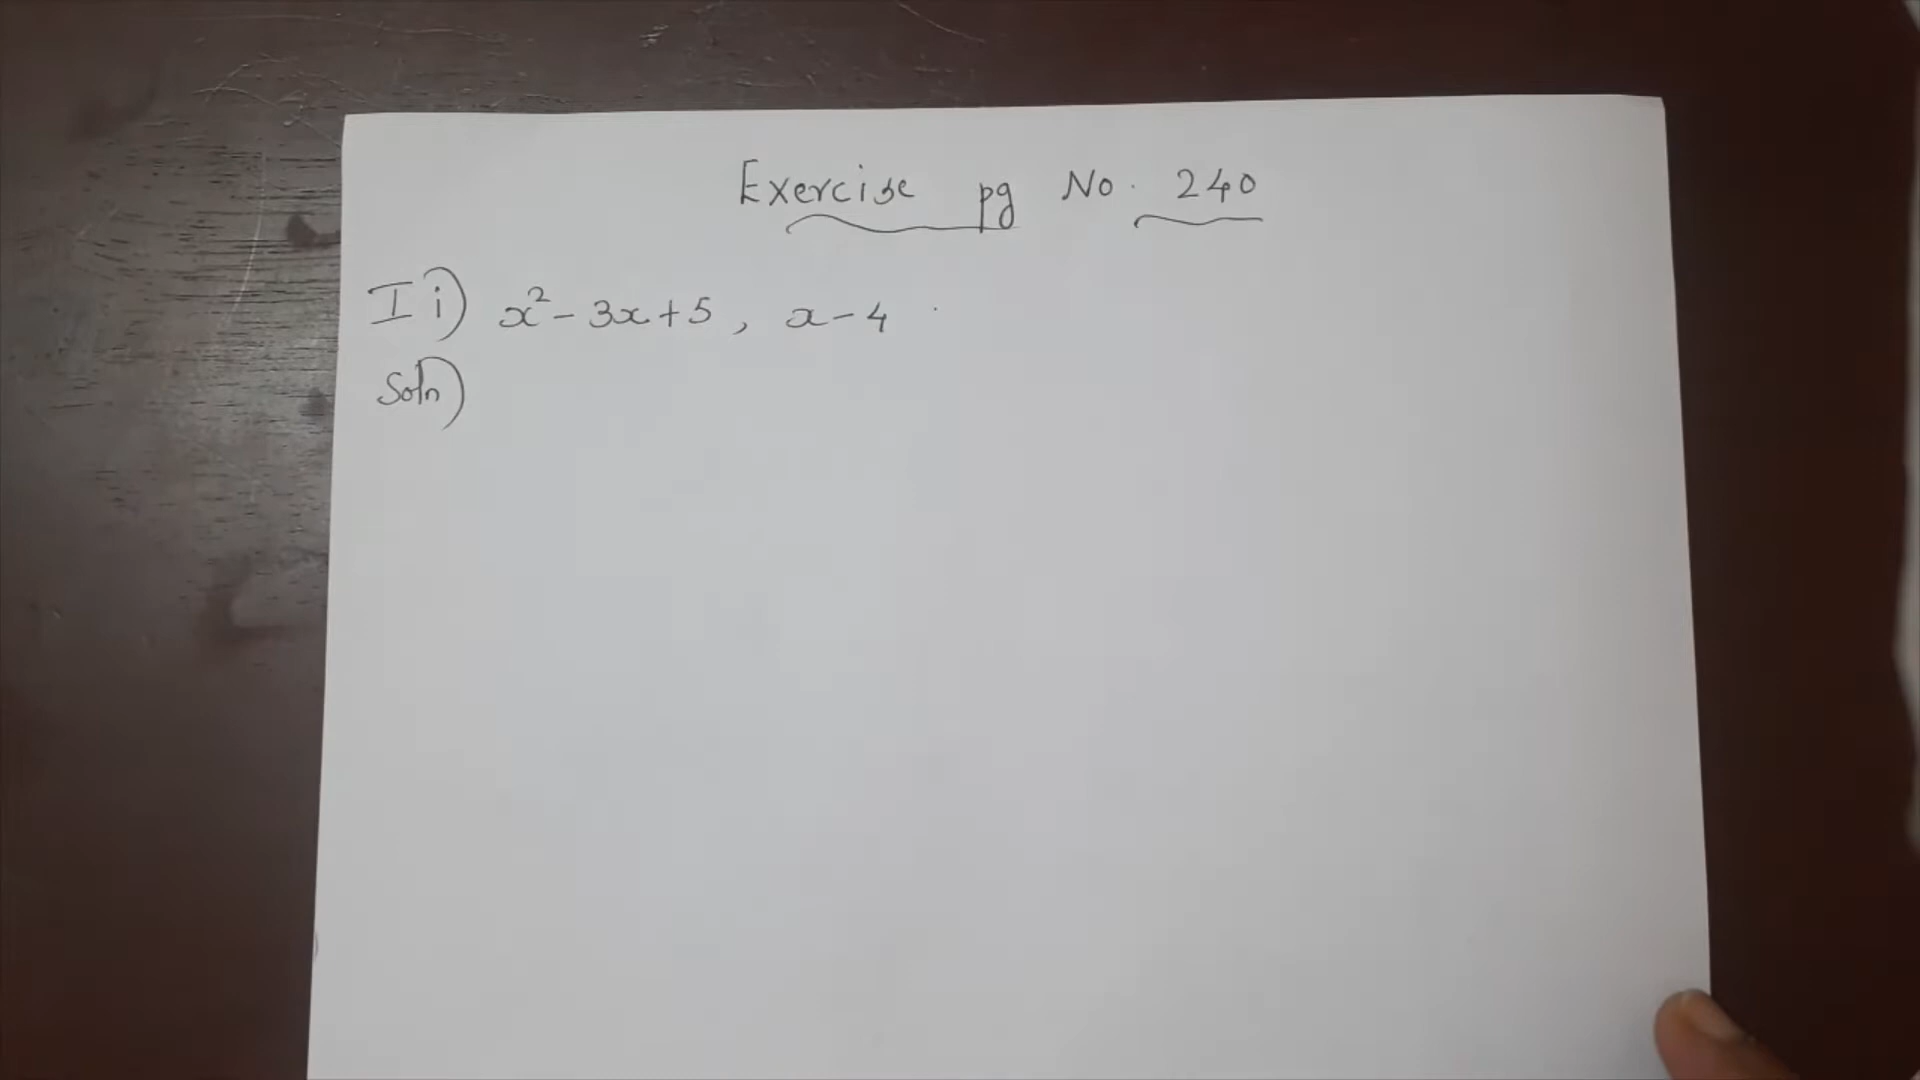 Exercise pg No. 240
I i) x² - 3x + 5 , x - 4
Soln)